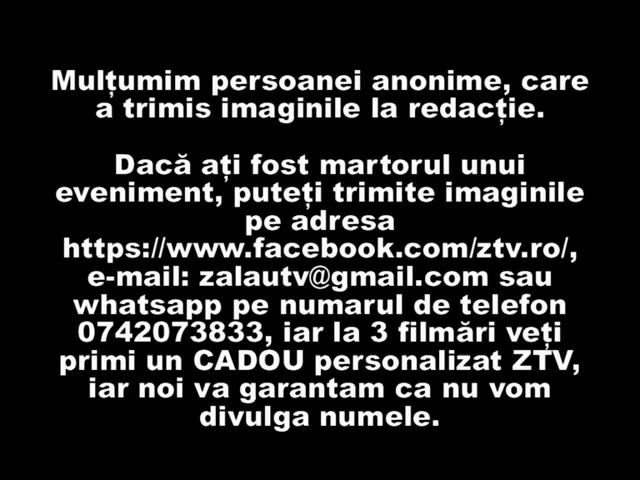 Mulțumim persoanei anonime, care
a trimis imaginile la redacție.
Dacă ați fost martorul unui
eveniment, puteți trimite imaginile
pe adresa
https://www.facebook.com/ztv.ro/,
e-mail: zalautv@gmail.com sau
whatsapp pe numarul de telefon
0742073833, iar la 3 filmări veți
primi un CADOU personalizat ZTV,
iar noi va garantam ca nu vom
divulga numele.